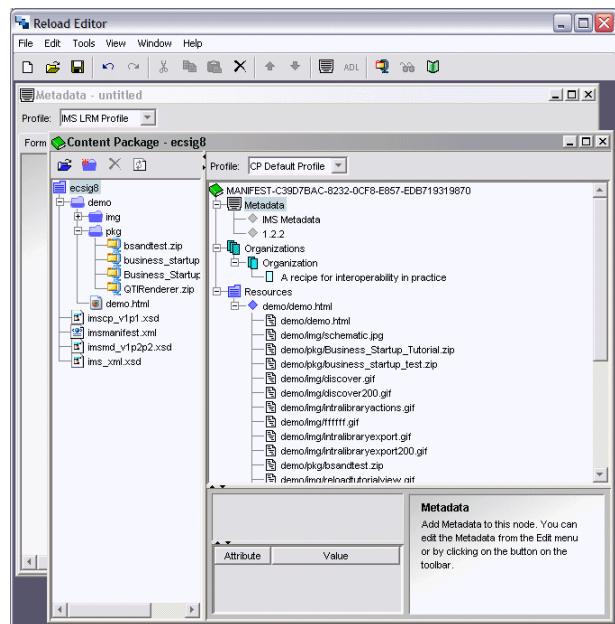 Reload Editor
File Edit Tools View Window Help
ADL
Metadata - untitled
Profile: IMS LRM Profile
Form
Content Package - ecsig8
Profile: CP Default Profile
ecsig8
demo
img
pkg
bsandtest.zip
business_startup
Business_Startup
QTIRenderer.zip
demo.html
imscp_v1p1.xsd
imsmanifest.xml
imsmd_v1p2p2.xsd
ims_xml.xsd
MANIFEST-C39D7BAC-8232-0CF8-E857-EDB719319870
Metadata
IMS Metadata
1.2.2
Organizations
Organization
A recipe for interoperability in practice
Resources
demo/demo.html
demo/demo.html
demo/img/schematic.jpg
demo/pkg/Business_Startup_Tutorial.zip
demo/pkg/business_startup_test.zip
demo/img/discover.gif
demo/img/discover200.gif
demo/img/intralibraryactions.gif
demo/img/ffffff.gif
demo/img/intralibraryexport.gif
demo/img/intralibraryexport200.gif
demo/pkg/bsandtest.zip
demo/img/reloadtutorialview.gif
Attribute Value
Metadata
Add Metadata to this node. You can
edit the Metadata from the Edit menu
or by clicking on the button on the
toolbar.